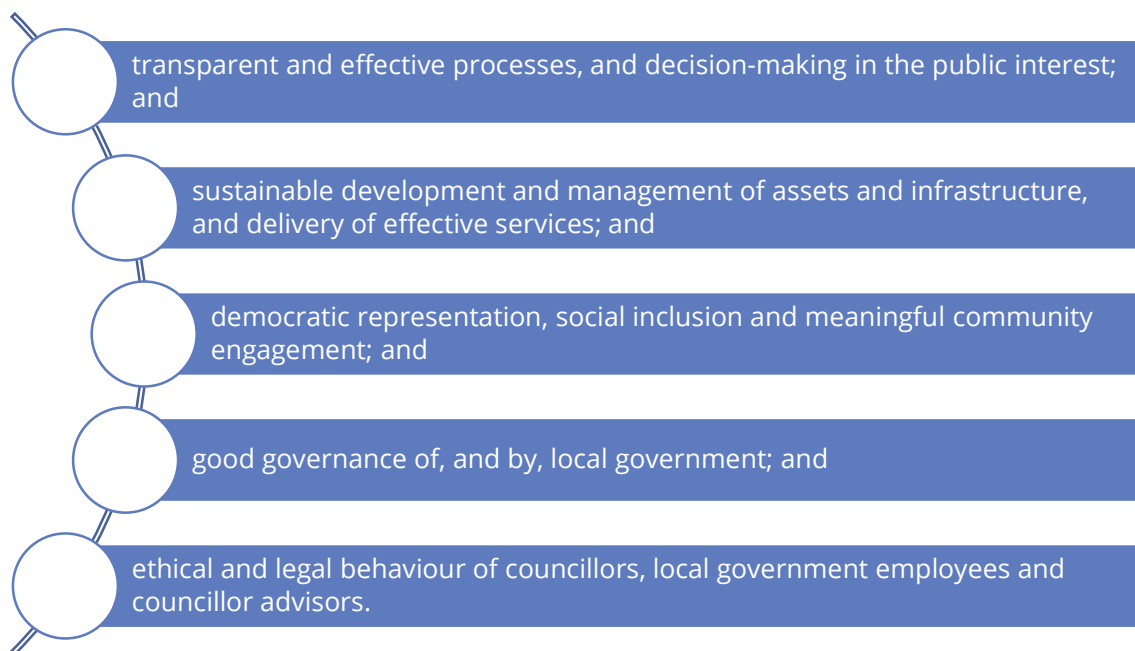 transparent and effective processes, and decision-making in the public interest;
and
sustainable development and management of assets and infrastructure,
and delivery of effective services; and
democratic representation, social inclusion and meaningful community
engagement; and
good governance of, and by, local government; and
ethical and legal behaviour of councillors, local government employees and
councillor advisors.